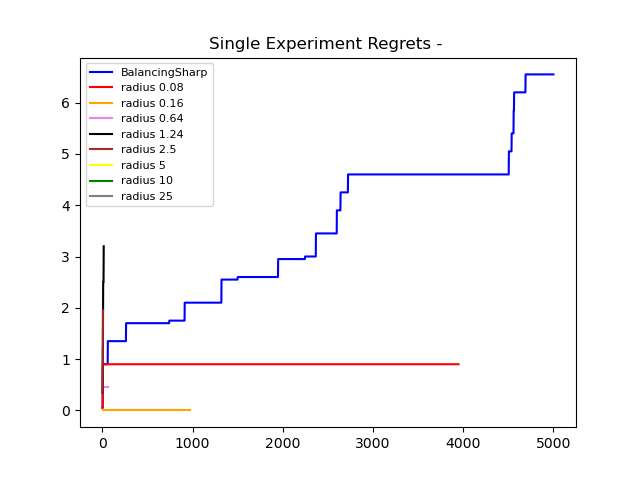 Single Experiment Regrets -
BalancingSharp
radius 0.08
radius 0.16
radius 0.64
radius 1.24
radius 2.5
radius 5
radius 10
radius 25
6
5
4
3
2
1
0
0 1000 2000 3000 4000 5000